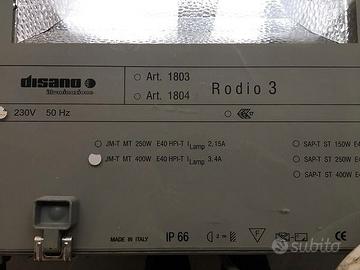 disano
illuminazione
Art. 1803
Art. 1804
Rodio 3
230V 50 Hz
JM-T MT 250W E40 HPI-T I Lamp 2,15A
JM-T MT 400W E40 HPI-T I Lamp 3,4A
SAP-T ST 150W E4
SAP-T ST 250W E
SAP-T ST 400W E
MADE IN ITALY
IP 66
F
subito